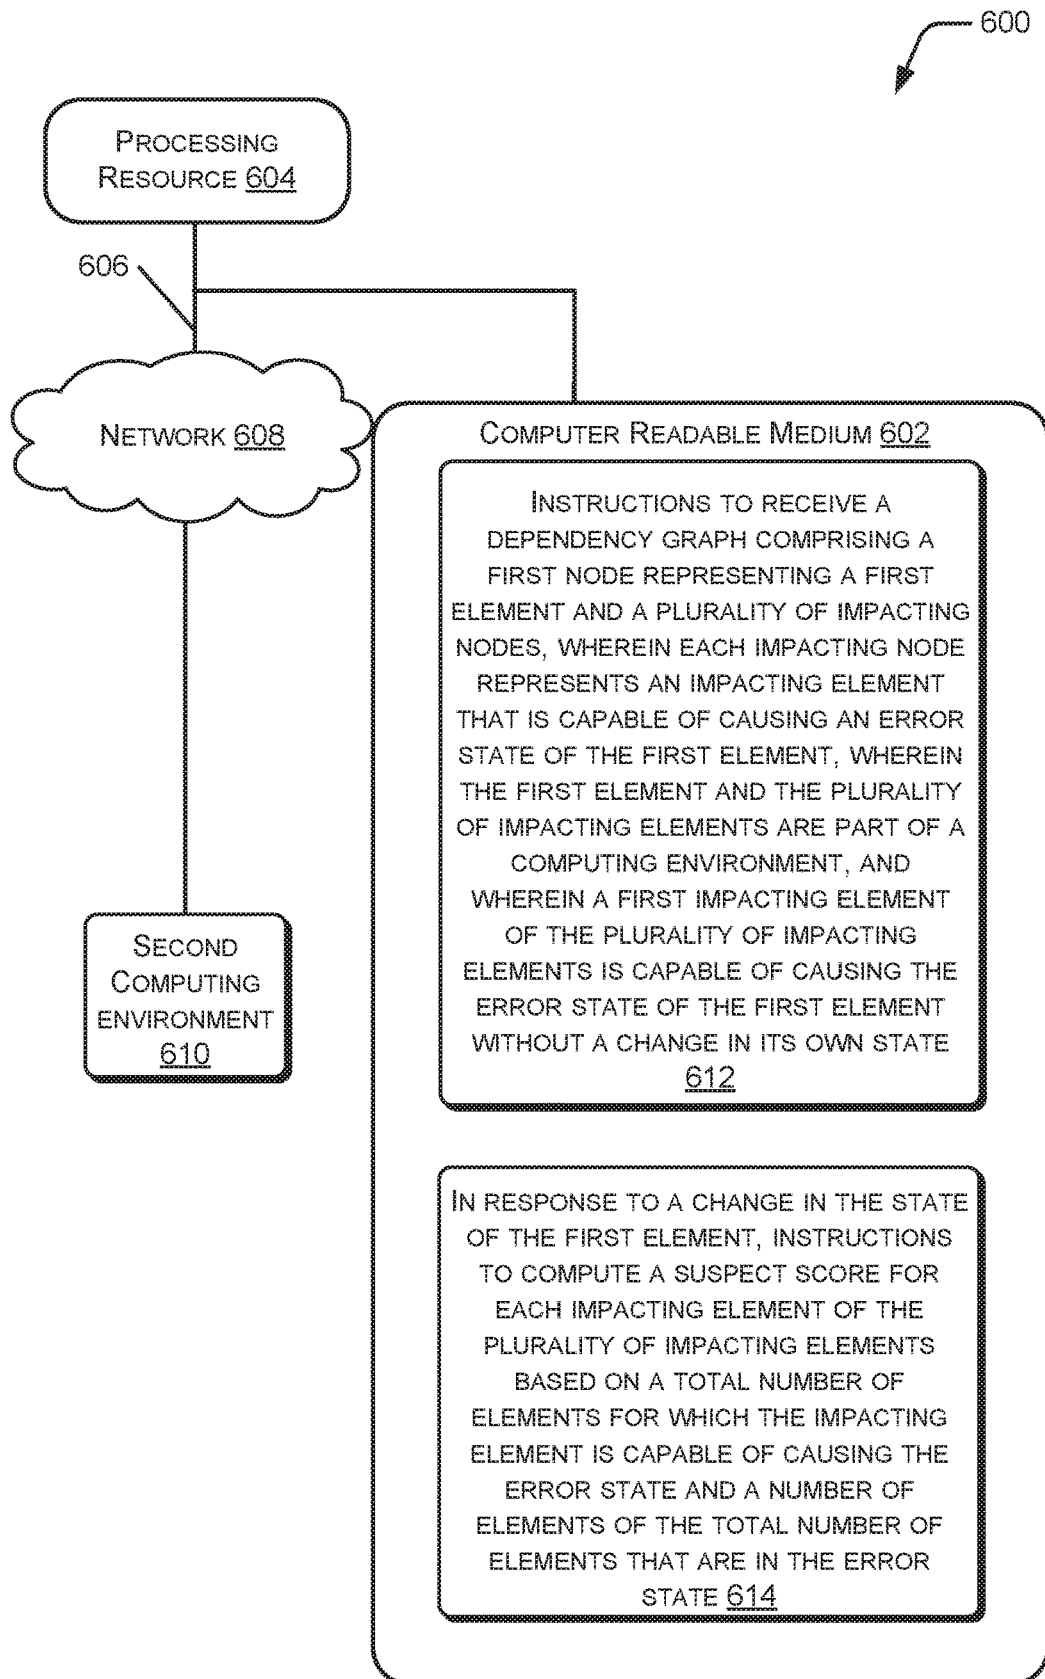 600
PROCESSING
RESOURCE 604
606
NETWORK 608
COMPUTER READABLE MEDIUM 602
INSTRUCTIONS TO RECEIVE A
DEPENDENCY GRAPH COMPRISING A
FIRST NODE REPRESENTING A FIRST
ELEMENT AND A PLURALITY OF IMPACTING
NODES, WHEREIN EACH IMPACTING NODE
REPRESENTS AN IMPACTING ELEMENT
THAT IS CAPABLE OF CAUSING AN ERROR
STATE OF THE FIRST ELEMENT, WHEREIN
THE FIRST ELEMENT AND THE PLURALITY
OF IMPACTING ELEMENTS ARE PART OF A
COMPUTING ENVIRONMENT, AND
WHEREIN A FIRST IMPACTING ELEMENT
OF THE PLURALITY OF IMPACTING
ELEMENTS IS CAPABLE OF CAUSING THE
ERROR STATE OF THE FIRST ELEMENT
WITHOUT A CHANGE IN ITS OWN STATE
612
SECOND
COMPUTING
ENVIRONMENT
610
IN RESPONSE TO A CHANGE IN THE STATE
OF THE FIRST ELEMENT, INSTRUCTIONS
TO COMPUTE A SUSPECT SCORE FOR
EACH IMPACTING ELEMENT OF THE
PLURALITY OF IMPACTING ELEMENTS
BASED ON A TOTAL NUMBER OF
ELEMENTS FOR WHICH THE IMPACTING
ELEMENT IS CAPABLE OF CAUSING THE
ERROR STATE AND A NUMBER OF
ELEMENTS OF THE TOTAL NUMBER OF
ELEMENTS THAT ARE IN THE ERROR
STATE 614